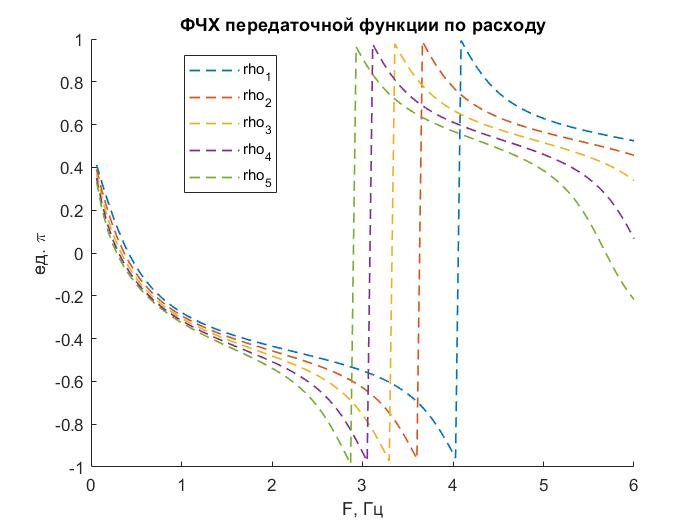 ФЧХ передаточной функции по расходу
1
0.8
0.6
0.4
0.2
0
-0.2
-0.4
-0.6
-0.8
-1
ед. π
rho1
rho2
rho3
rho4
rho5
0 1 2 3 4 5 6
F, Гц